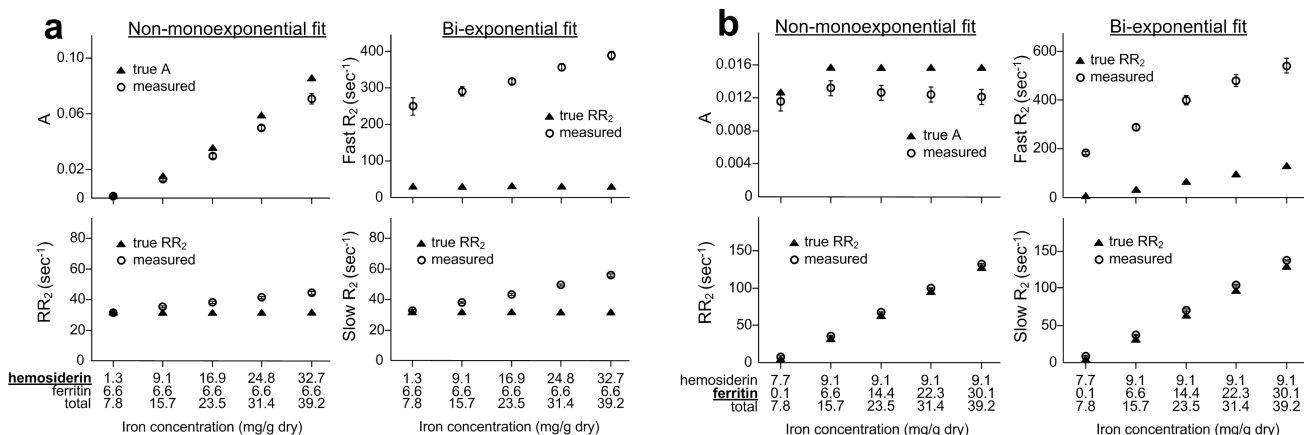 a
Non-monoexponential fit
Bi-exponential fit
A
0.10
0.06
0.02
0
true A
measured
Fast R₂ (sec⁻¹)
400
300
200
100
0
true RR₂
measured
RR₂ (sec⁻¹)
80
60
40
20
0
true RR₂
measured
Slow R₂ (sec⁻¹)
80
60
40
20
0
true RR₂
measured
hemosiderin 1.3 9.1 16.9 24.8 32.7 1.3 9.1 16.9 24.8 32.7
ferritin 6.6 6.6 6.6 6.6 6.6 6.6 6.6 6.6 6.6 6.6
total 7.8 15.7 23.5 31.4 39.2 7.8 15.7 23.5 31.4 39.2
Iron concentration (mg/g dry) Iron concentration (mg/g dry)
b
Non-monoexponential fit
Bi-exponential fit
A
0.016
0.012
0.008
0.004
0
true A
measured
Fast R₂ (sec⁻¹)
600
400
200
0
true RR₂
measured
RR₂ (sec⁻¹)
150
100
50
0
true RR₂
measured
Slow R₂ (sec⁻¹)
150
100
50
0
true RR₂
measured
hemosiderin 7.7 9.1 9.1 9.1 9.1 7.7 9.1 9.1 9.1 9.1
ferritin 0.1 6.6 14.4 22.3 30.1 0.1 6.6 14.4 22.3 30.1
total 7.8 15.7 23.5 31.4 39.2 7.8 15.7 23.5 31.4 39.2
Iron concentration (mg/g dry) Iron concentration (mg/g dry)